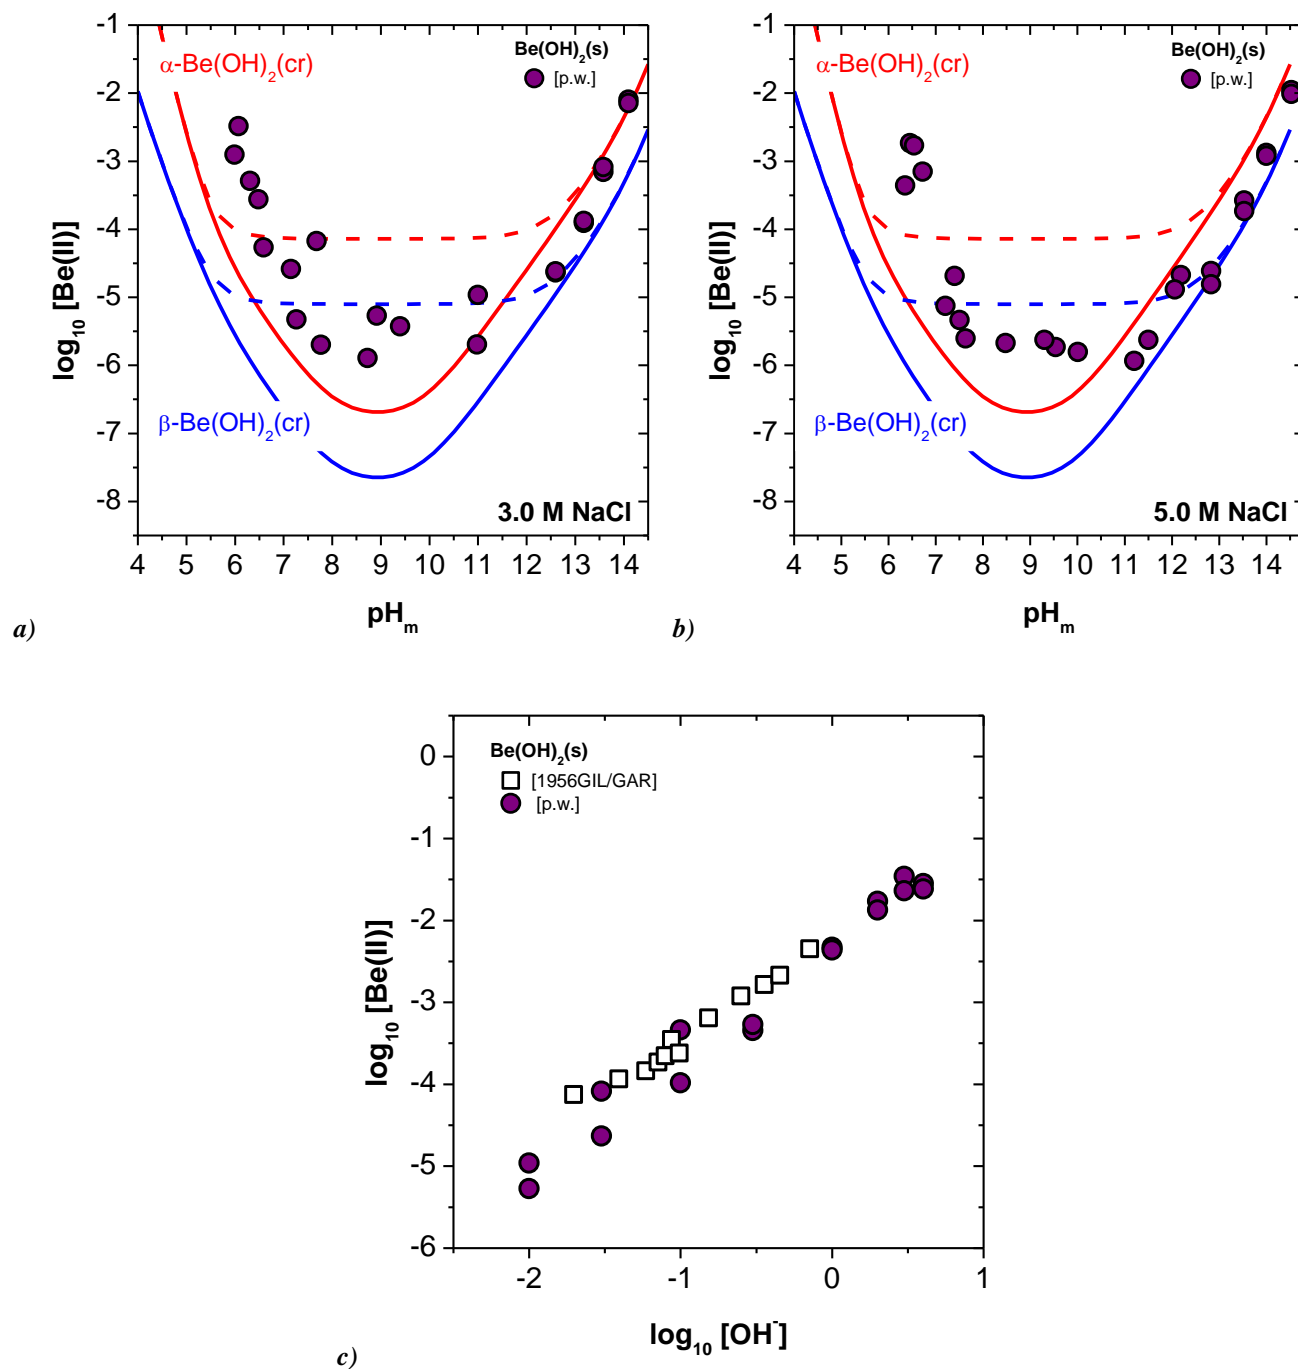 -1
-2
-3
-4
-5
-6
-7
-8
log10 [Be(II)]
α-Be(OH)2(cr)
Be(OH)2(s)
[p.w.]
β-Be(OH)2(cr)
3.0 M NaCl
4 5 6 7 8 9 10 11 12 13 14
pHm
a)
-1
-2
-3
-4
-5
-6
-7
-8
log10 [Be(II)]
α-Be(OH)2(cr)
Be(OH)2(s)
[p.w.]
β-Be(OH)2(cr)
5.0 M NaCl
4 5 6 7 8 9 10 11 12 13 14
pHm
b)
0
-1
-2
-3
-4
-5
-6
log10 [Be(II)]
Be(OH)2(s)
[1956GIL/GAR]
[p.w.]
-2 -1 0 1
log10 [OH-]
c)